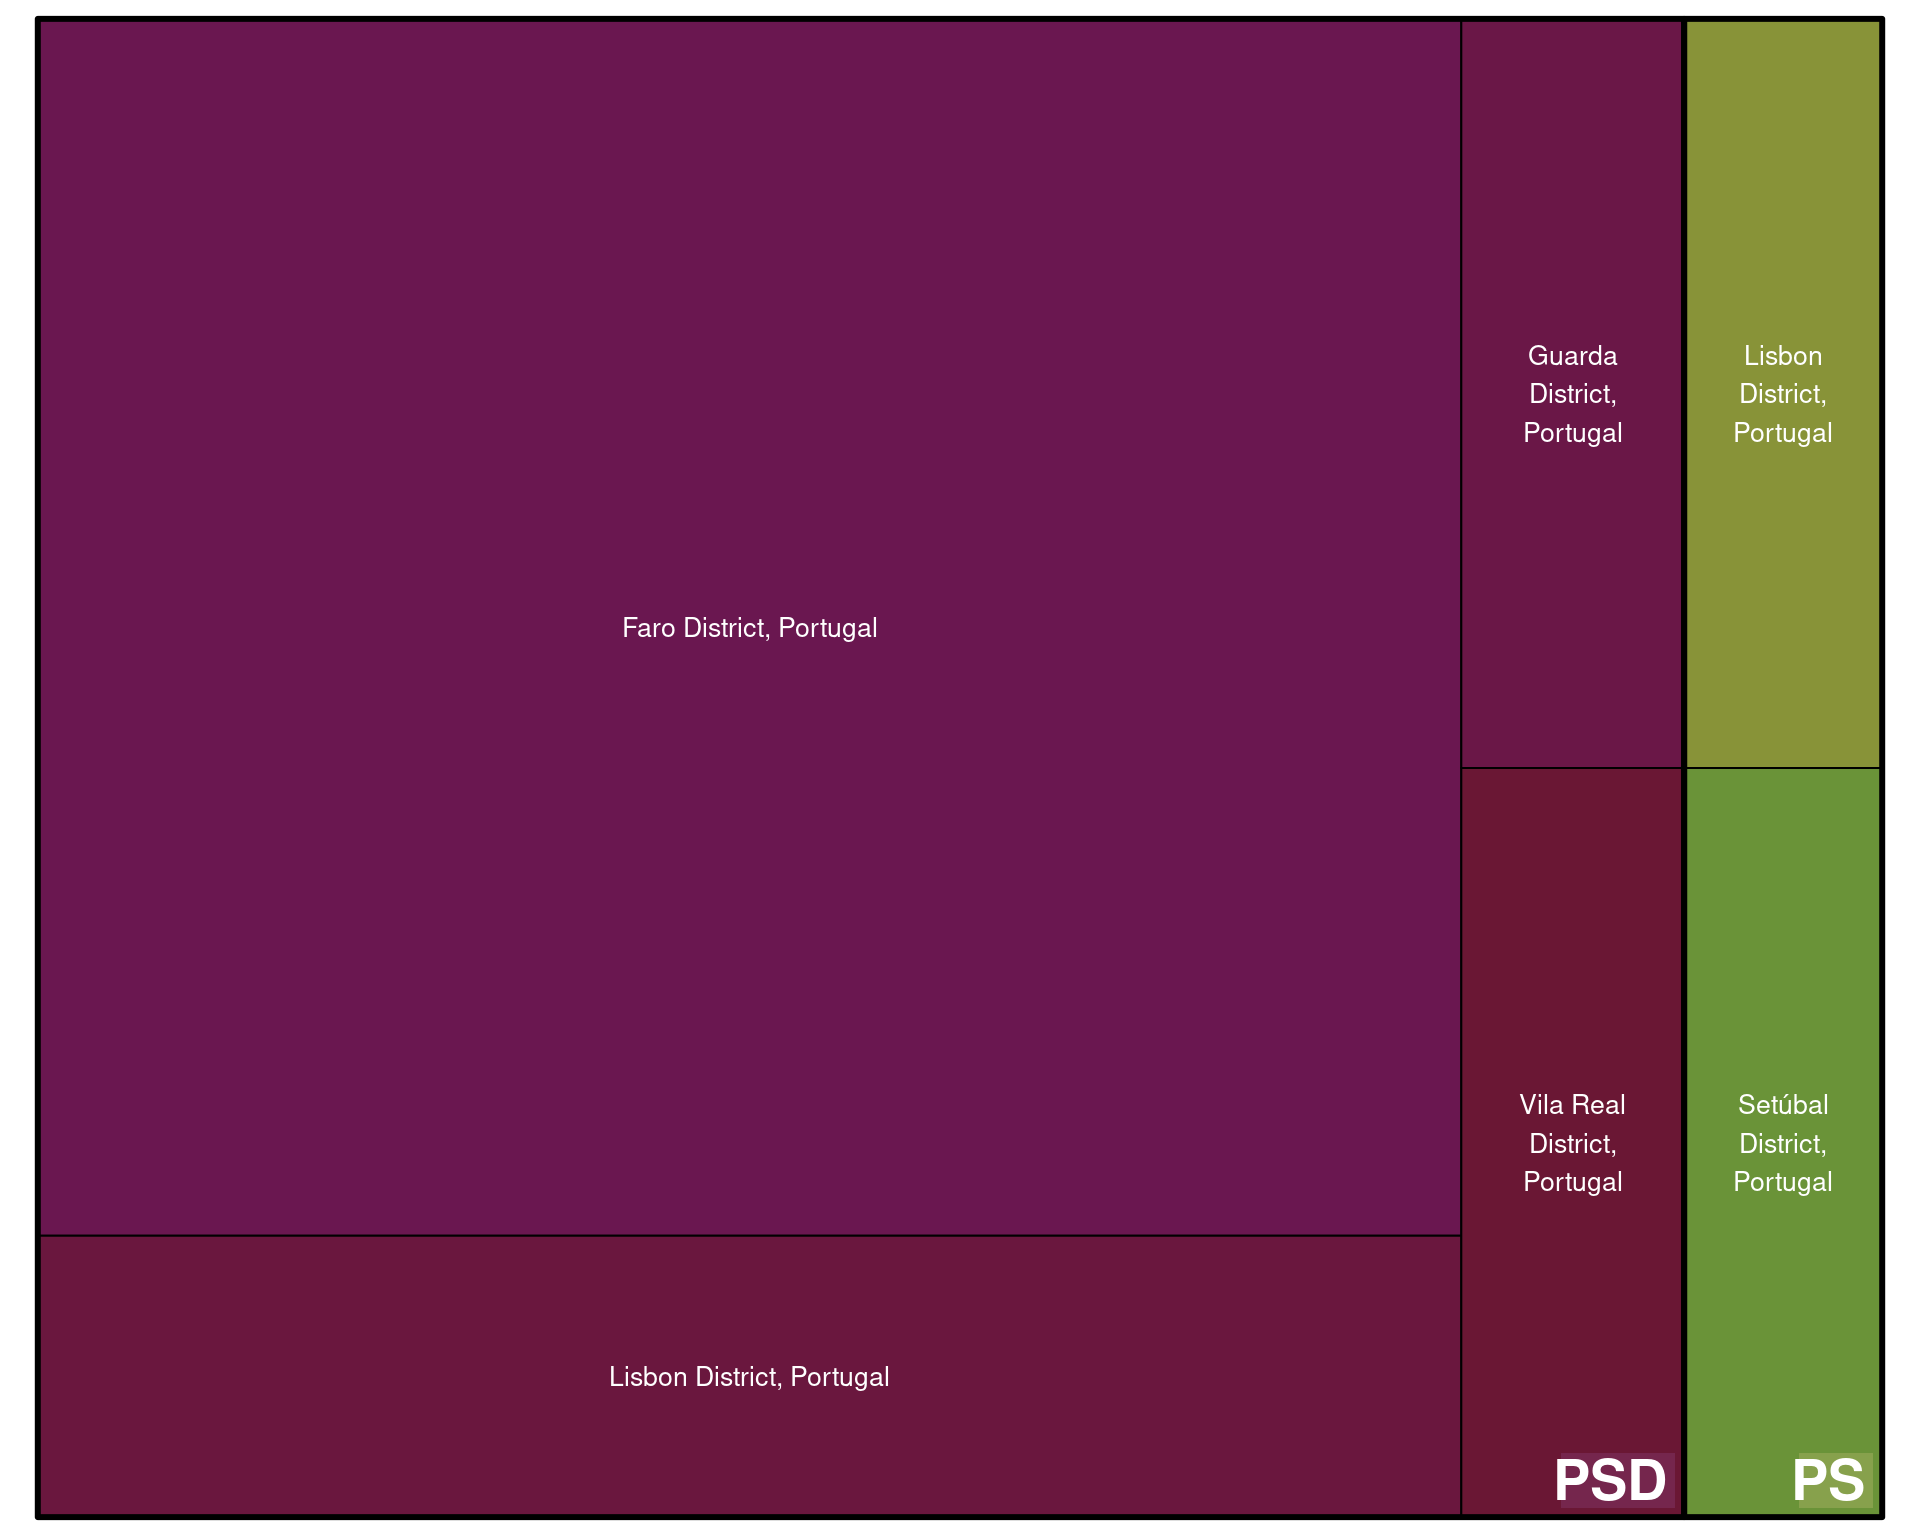 Faro District, Portugal
Lisbon District, Portugal
Guarda
District,
Portugal
Vila Real
District,
Portugal
PSD
Lisbon
District,
Portugal
Setúbal
District,
Portugal
PS